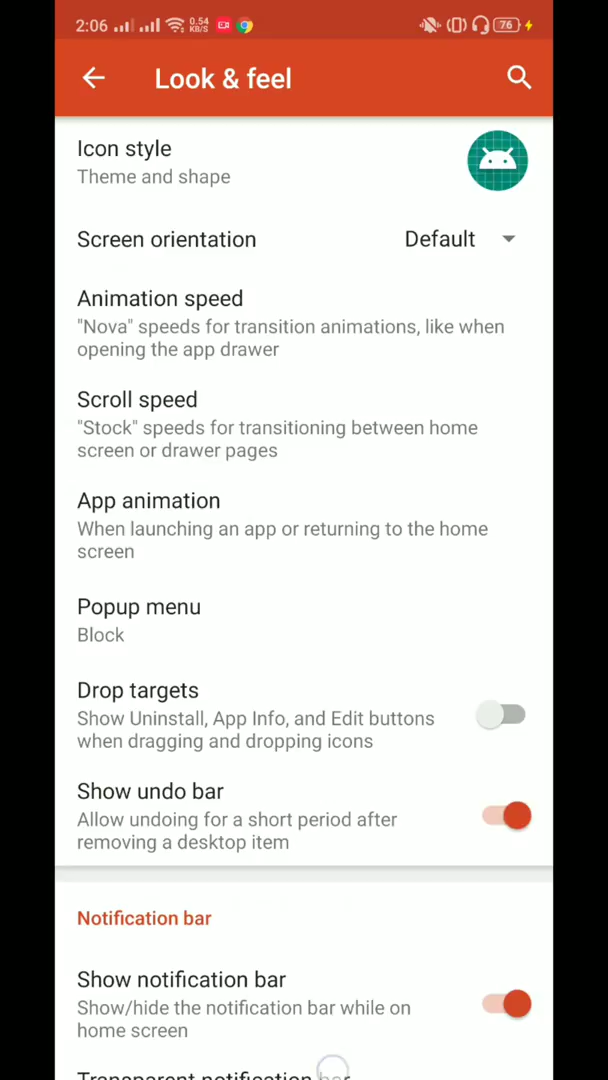 2:06 0.54 KB/S 76
Look & feel
Icon style
Theme and shape
Screen orientation Default
Animation speed
"Nova" speeds for transition animations, like when
opening the app drawer
Scroll speed
"Stock" speeds for transitioning between home
screen or drawer pages
App animation
When launching an app or returning to the home
screen
Popup menu
Block
Drop targets
Show Uninstall, App Info, and Edit buttons
when dragging and dropping icons
Show undo bar
Allow undoing for a short period after
removing a desktop item
Notification bar
Show notification bar
Show/hide the notification bar while on
home screen
Transparent notification bar